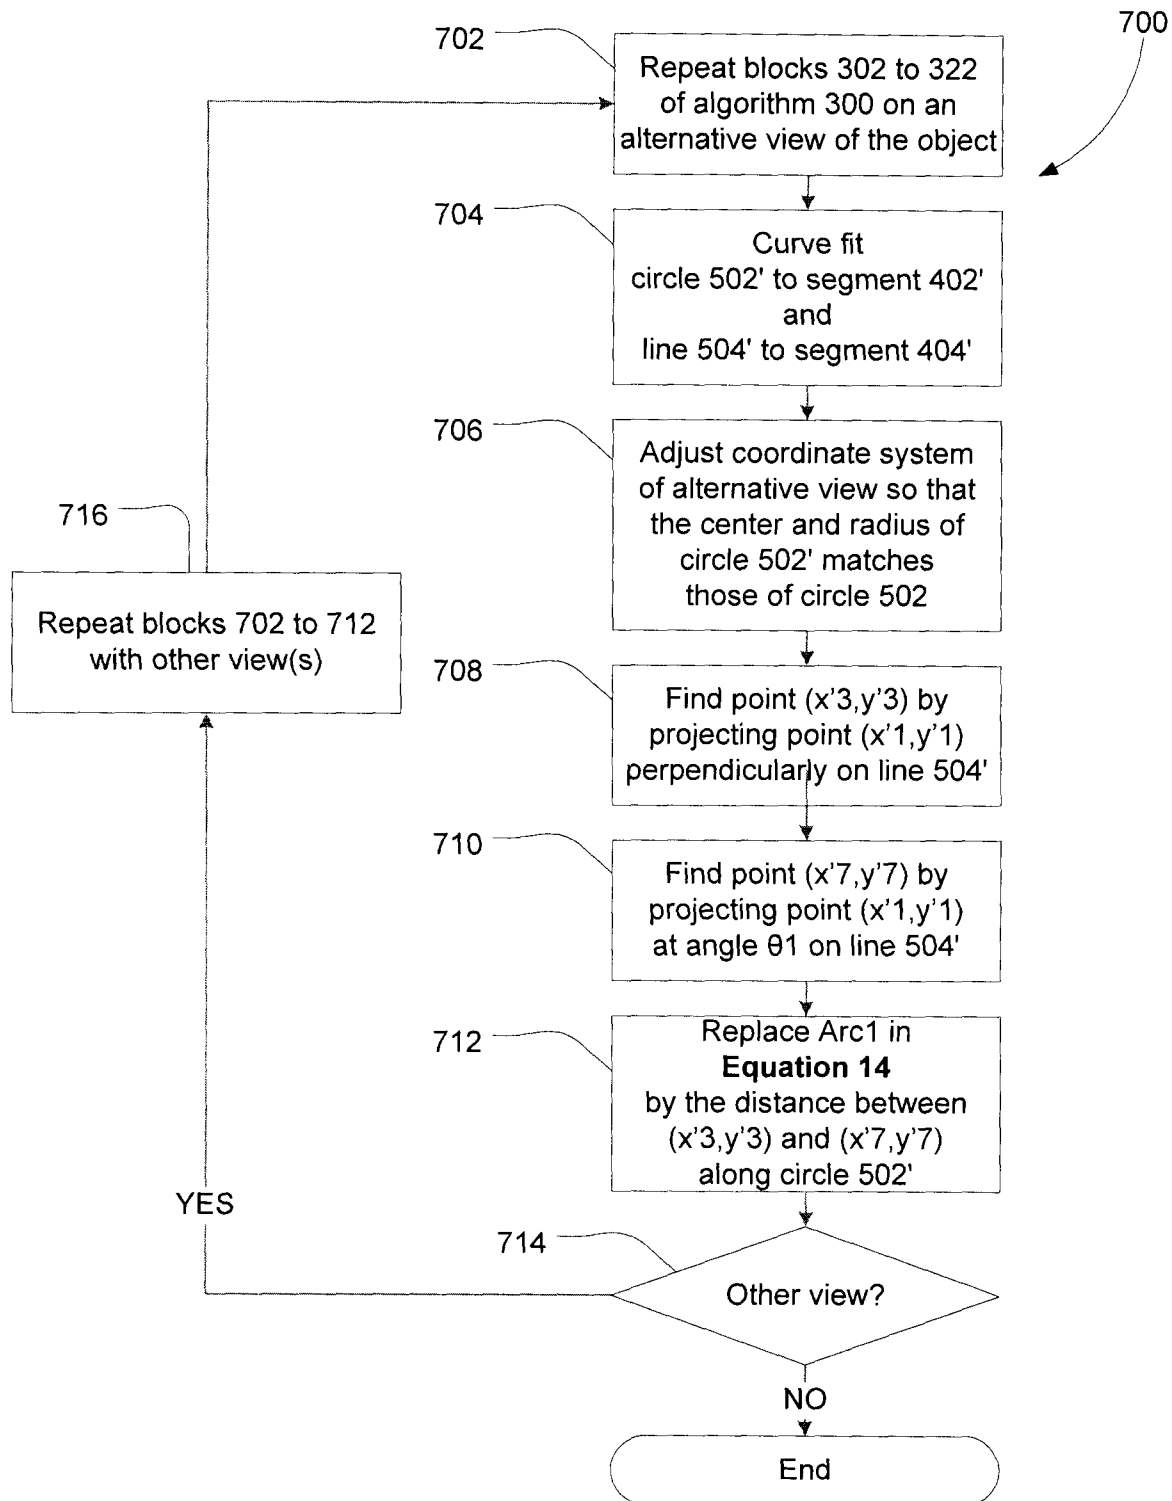 700
702
Repeat blocks 302 to 322
of algorithm 300 on an
alternative view of the object
704
Curve fit
circle 502' to segment 402'
and
line 504' to segment 404'
706
Adjust coordinate system
of alternative view so that
the center and radius of
circle 502' matches
those of circle 502
716
Repeat blocks 702 to 712
with other view(s)
708
Find point (x'3,y'3) by
projecting point (x'1,y'1)
perpendicularly on line 504'
710
Find point (x'7,y'7) by
projecting point (x'1,y'1)
at angle θ1 on line 504'
712
Replace Arc1 in
Equation 14
by the distance between
(x'3,y'3) and (x'7,y'7)
along circle 502'
YES
714
Other view?
NO
End